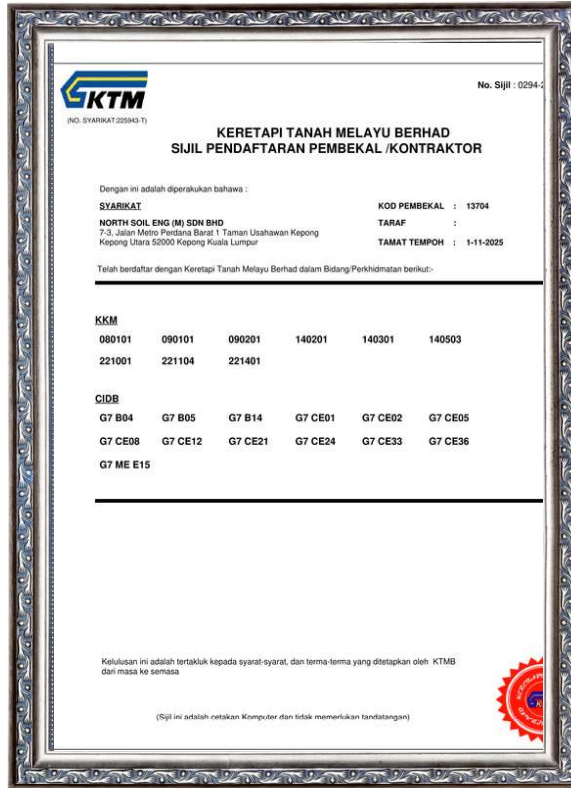 No. Sijil : 0294-
KTM
(NO. SYARIKAT:225943-T)
KERETAPI TANAH MELAYU BERHAD
SIJIL PENDAFTARAN PEMBEKAL /KONTRAKTOR
Dengan ini adalah diperakukan bahawa :
SYARIKAT
KOD PEMBEKAL : 13704
NORTH SOIL ENG (M) SDN BHD
TARAF :
7-3, Jalan Metro Perdana Barat 1 Taman Usahawan Kepong
Kepong Utara 52000 Kepong Kuala Lumpur
TAMAT TEMPOH : 1-11-2025
Telah berdaftar dengan Keretapi Tanah Melayu Berhad dalam Bidang/Perkhidmatan berikut:-
KKM
080101 090101 090201 140201 140301 140503
221001 221104 221401
CIDB
G7 B04 G7 B05 G7 B14 G7 CE01 G7 CE02 G7 CE05
G7 CE08 G7 CE12 G7 CE21 G7 CE24 G7 CE33 G7 CE36
G7 ME E15
Kelulusan ini adalah tertakluk kepada syarat-syarat, dan terma-terma yang ditetapkan oleh KTMB
dari masa ke semasa
(Sijil ini adalah cetakan Komputer dan tidak memerlukan tandatangan)